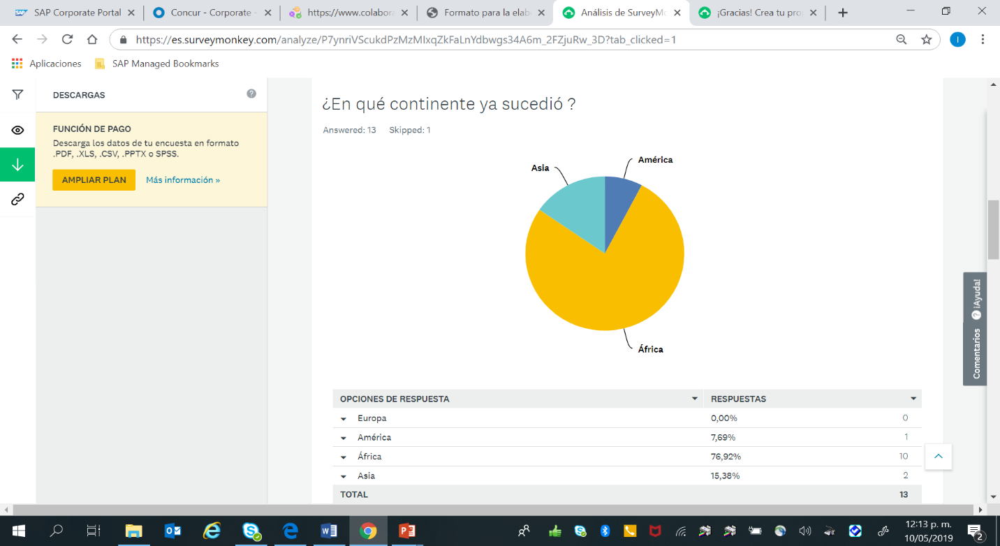 SAP SAP Corporate Portal
Concur - Corporate -
https://www.colabora
Formato para la elab
Análisis de SurveyMo
¡Gracias! Crea tu prop
https://es.surveymonkey.com/analyze/P7ynriVScukdPzMzMIxqZkFaLnYdbwgs34A6m_2FZjuRw_3D?tab_clicked=1
I
Aplicaciones
SAP Managed Bookmarks
DESCARGAS
?
FUNCIÓN DE PAGO
Descarga los datos de tu encuesta en formato
.PDF, .XLS, .CSV, .PPTX o SPSS.
AMPLIAR PLAN
Más información »
¿En qué continente ya sucedió ?
Answered: 13 Skipped: 1
América
Asia
África
OPCIONES DE RESPUESTA RESPUESTAS
Europa 0,00% 0
América 7,69% 1
África 76,92% 10
Asia 15,38% 2
TOTAL 13
Comentarios ? ¡Ayuda!
12:13 p. m.
10/05/2019
2